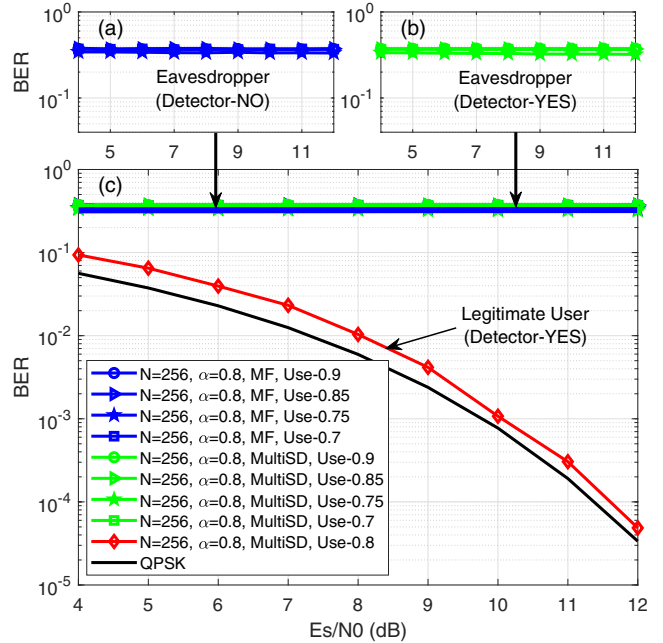 (a)
(b)
10^0
10^-1
BER
Eavesdropper
(Detector-NO)
5 7 9 11
10^0
10^-1
Eavesdropper
(Detector-YES)
5 7 9 11
(c)
10^0
10^-1
10^-2
10^-3
10^-4
10^-5
BER
Legitimate User
(Detector-YES)
N=256, α=0.8, MF, Use-0.9
N=256, α=0.8, MF, Use-0.85
N=256, α=0.8, MF, Use-0.75
N=256, α=0.8, MF, Use-0.7
N=256, α=0.8, MultiSD, Use-0.9
N=256, α=0.8, MultiSD, Use-0.85
N=256, α=0.8, MultiSD, Use-0.75
N=256, α=0.8, MultiSD, Use-0.7
N=256, α=0.8, MultiSD, Use-0.8
QPSK
4 5 6 7 8 9 10 11 12
Es/N0 (dB)